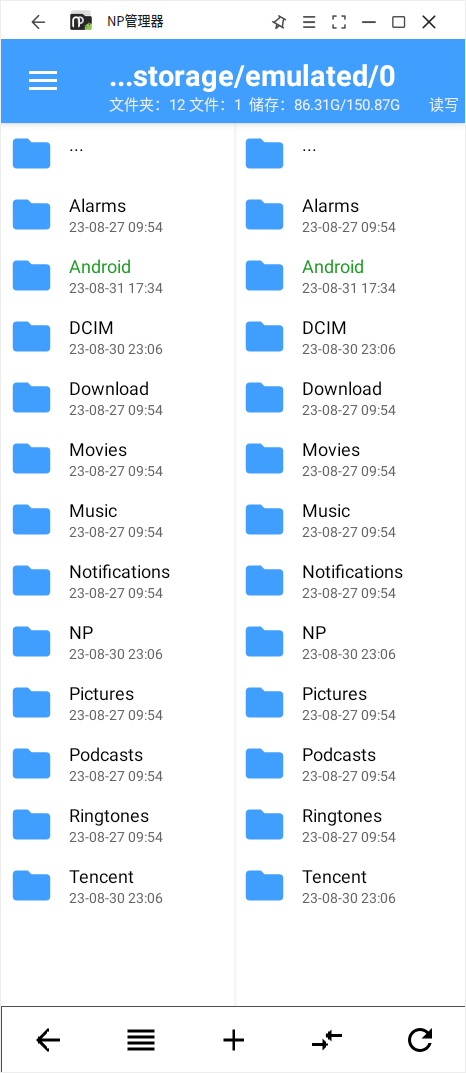 NP管理器
...storage/emulated/0
文件夹：12 文件：1 储存：86.31G/150.87G 读写
...
Alarms
23-08-27 09:54
Android
23-08-31 17:34
DCIM
23-08-30 23:06
Download
23-08-27 09:54
Movies
23-08-27 09:54
Music
23-08-27 09:54
Notifications
23-08-27 09:54
NP
23-08-30 23:06
Pictures
23-08-27 09:54
Podcasts
23-08-27 09:54
Ringtones
23-08-27 09:54
Tencent
23-08-30 23:06
...
Alarms
23-08-27 09:54
Android
23-08-31 17:34
DCIM
23-08-30 23:06
Download
23-08-27 09:54
Movies
23-08-27 09:54
Music
23-08-27 09:54
Notifications
23-08-27 09:54
NP
23-08-30 23:06
Pictures
23-08-27 09:54
Podcasts
23-08-27 09:54
Ringtones
23-08-27 09:54
Tencent
23-08-30 23:06